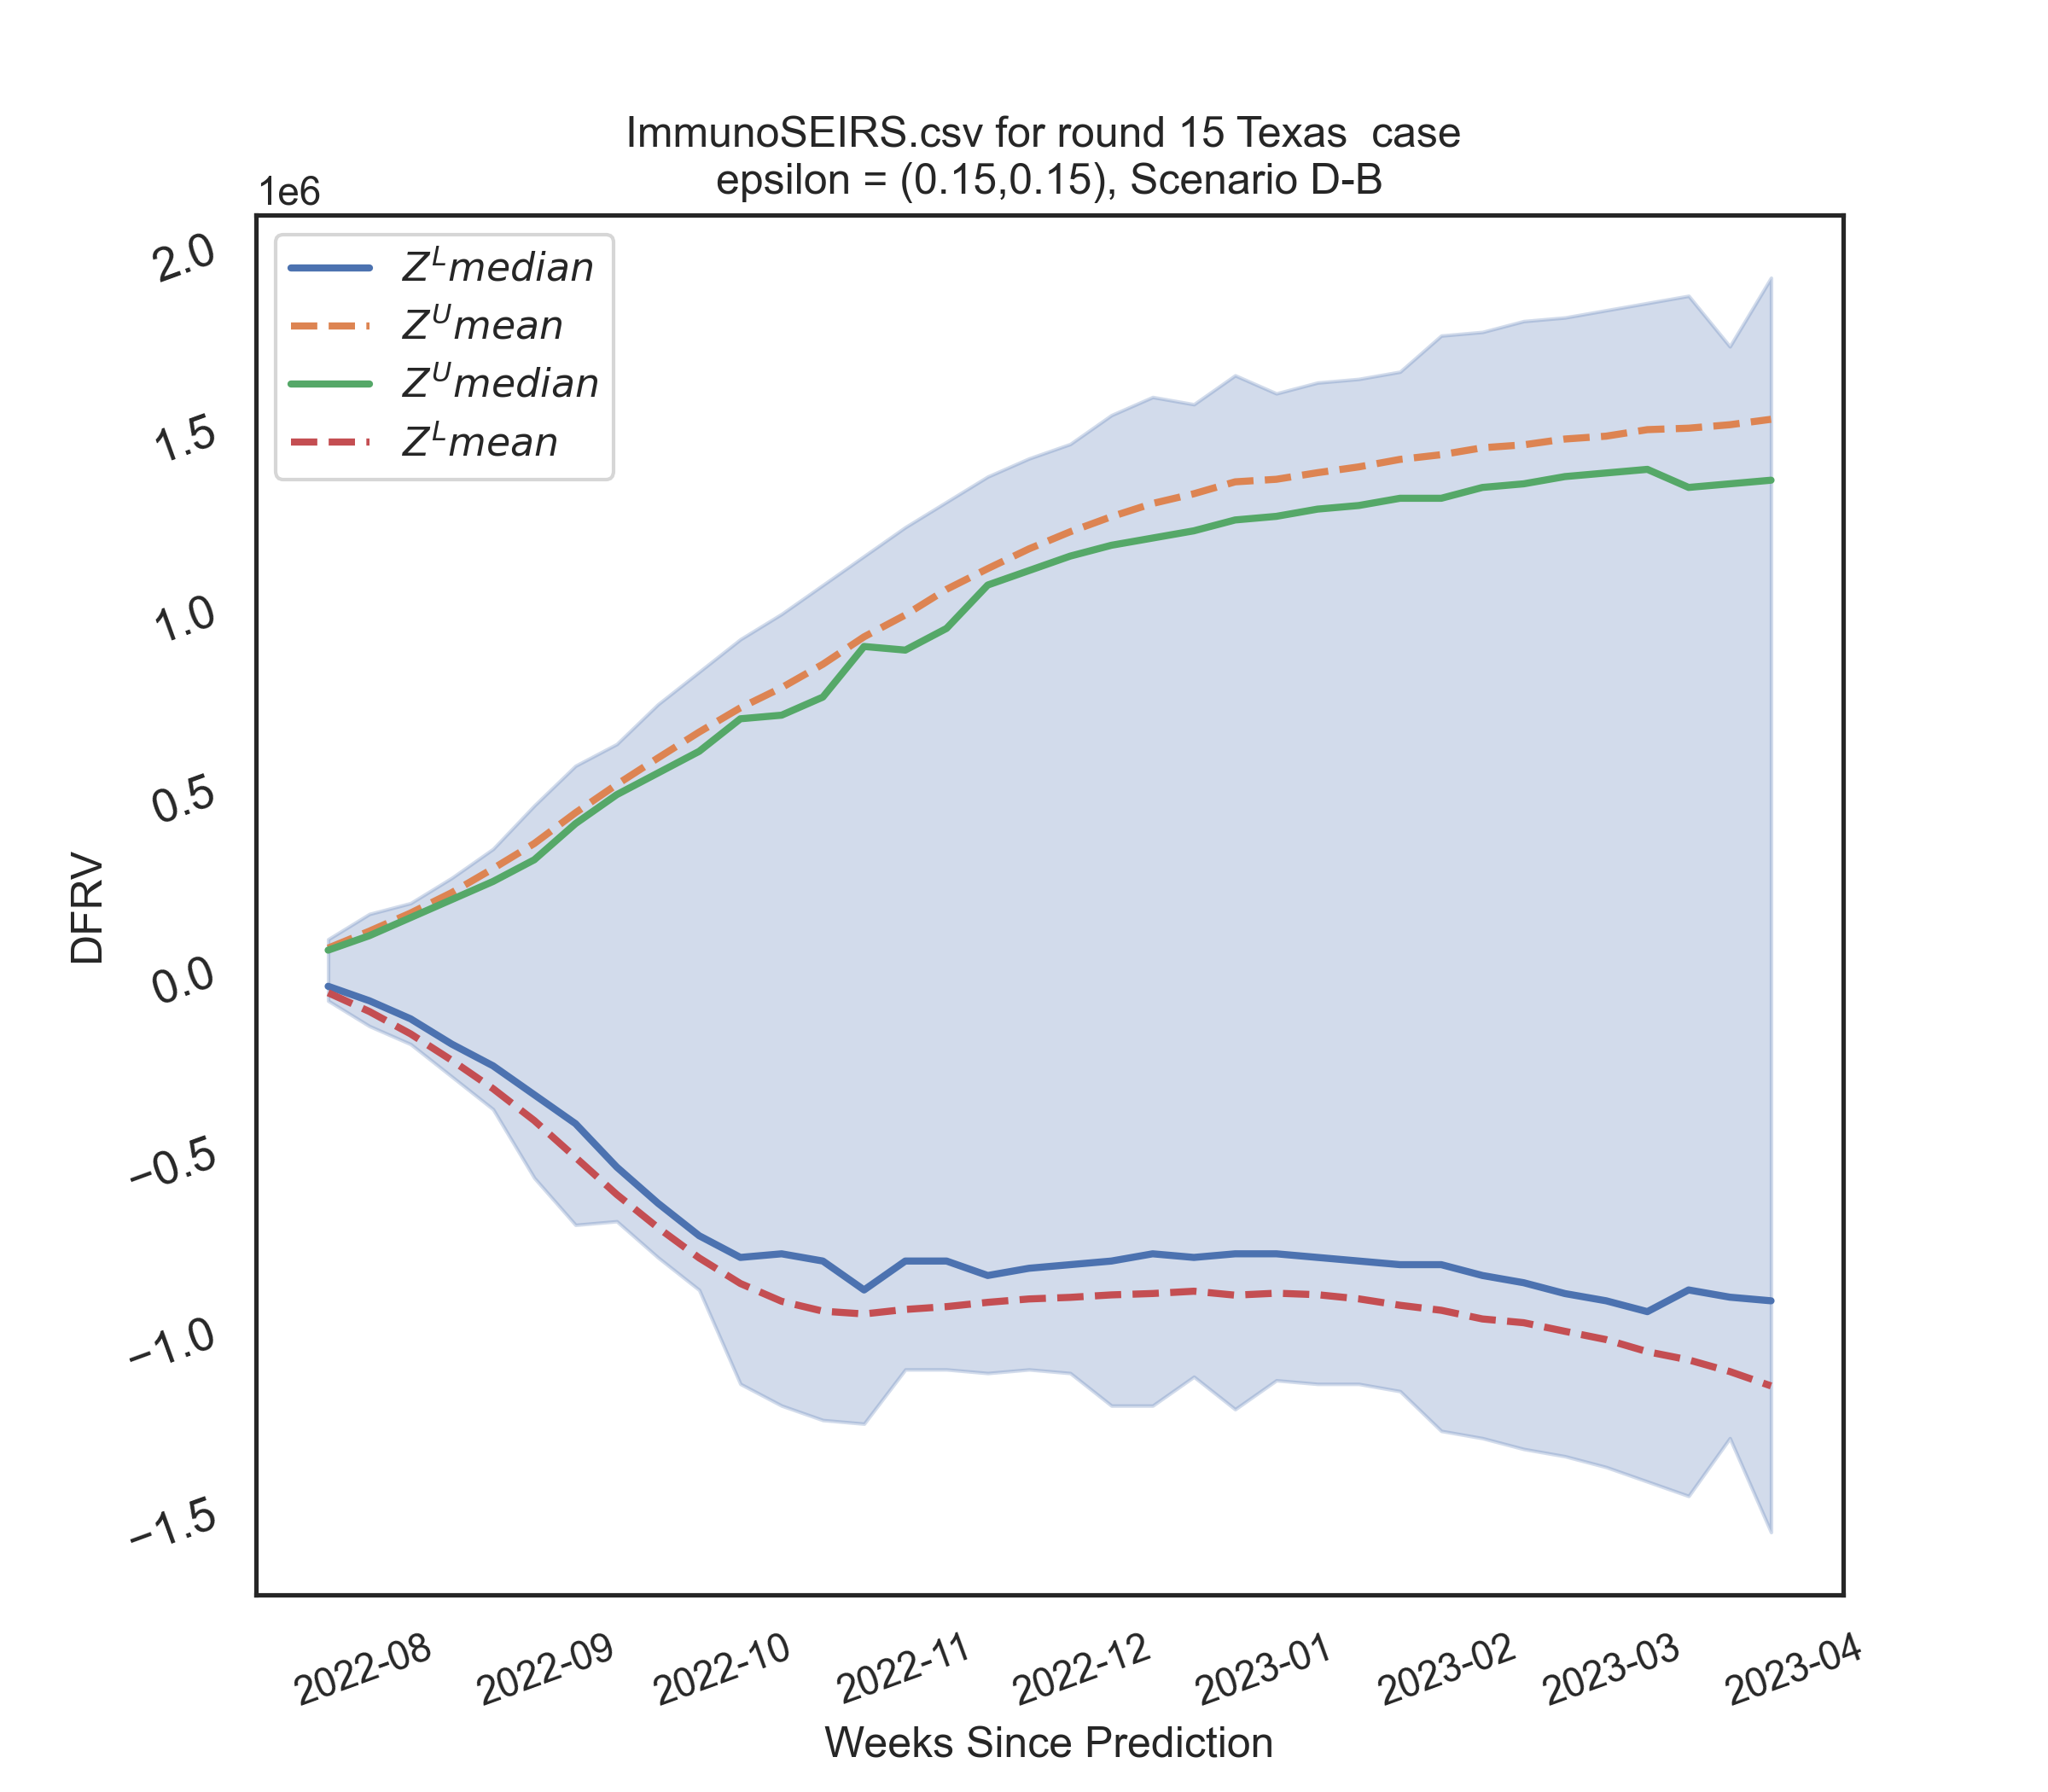 ImmunoSEIRS.csv for round 15 Texas  case
epsilon = (0.15,0.15), Scenario D-B
1e6
2.0
1.5
1.0
0.5
0.0
−0.5
−1.0
−1.5
DFRV
Z^L median
Z^U mean
Z^U median
Z^L mean
2022-08
2022-09
2022-10
2022-11
2022-12
2023-01
2023-02
2023-03
2023-04
Weeks Since Prediction